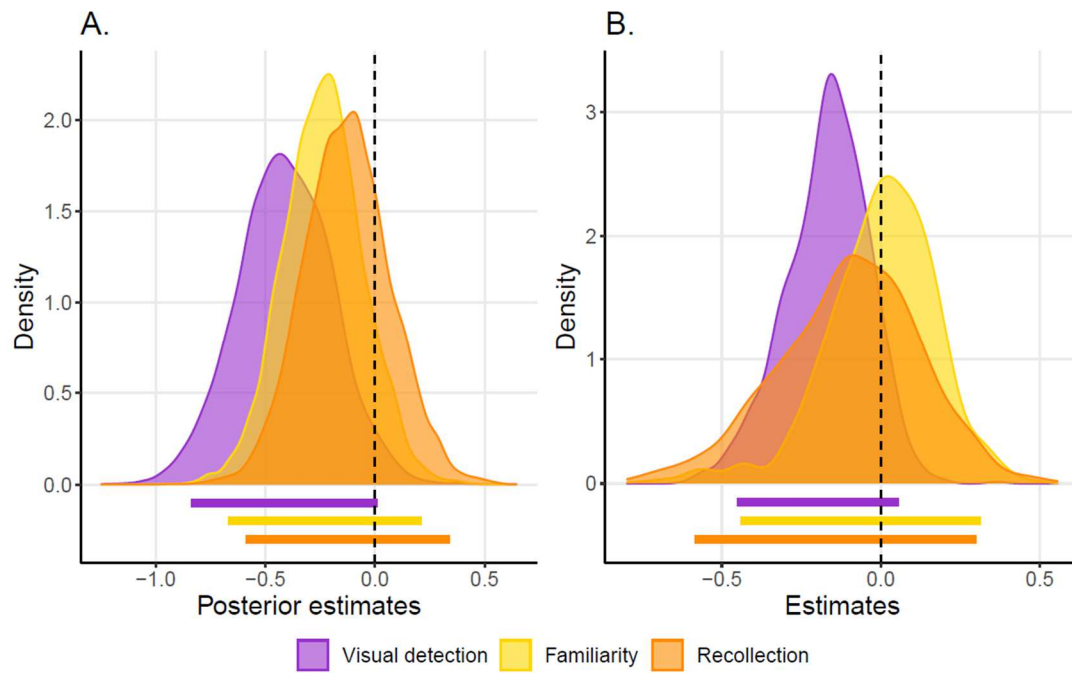 A.
B.
2.0
1.5
1.0
0.5
0.0
Density
−1.0
−0.5
0.0
0.5
Posterior estimates
3
2
1
0
Density
−0.5
0.0
0.5
Estimates
Visual detection
Familiarity
Recollection